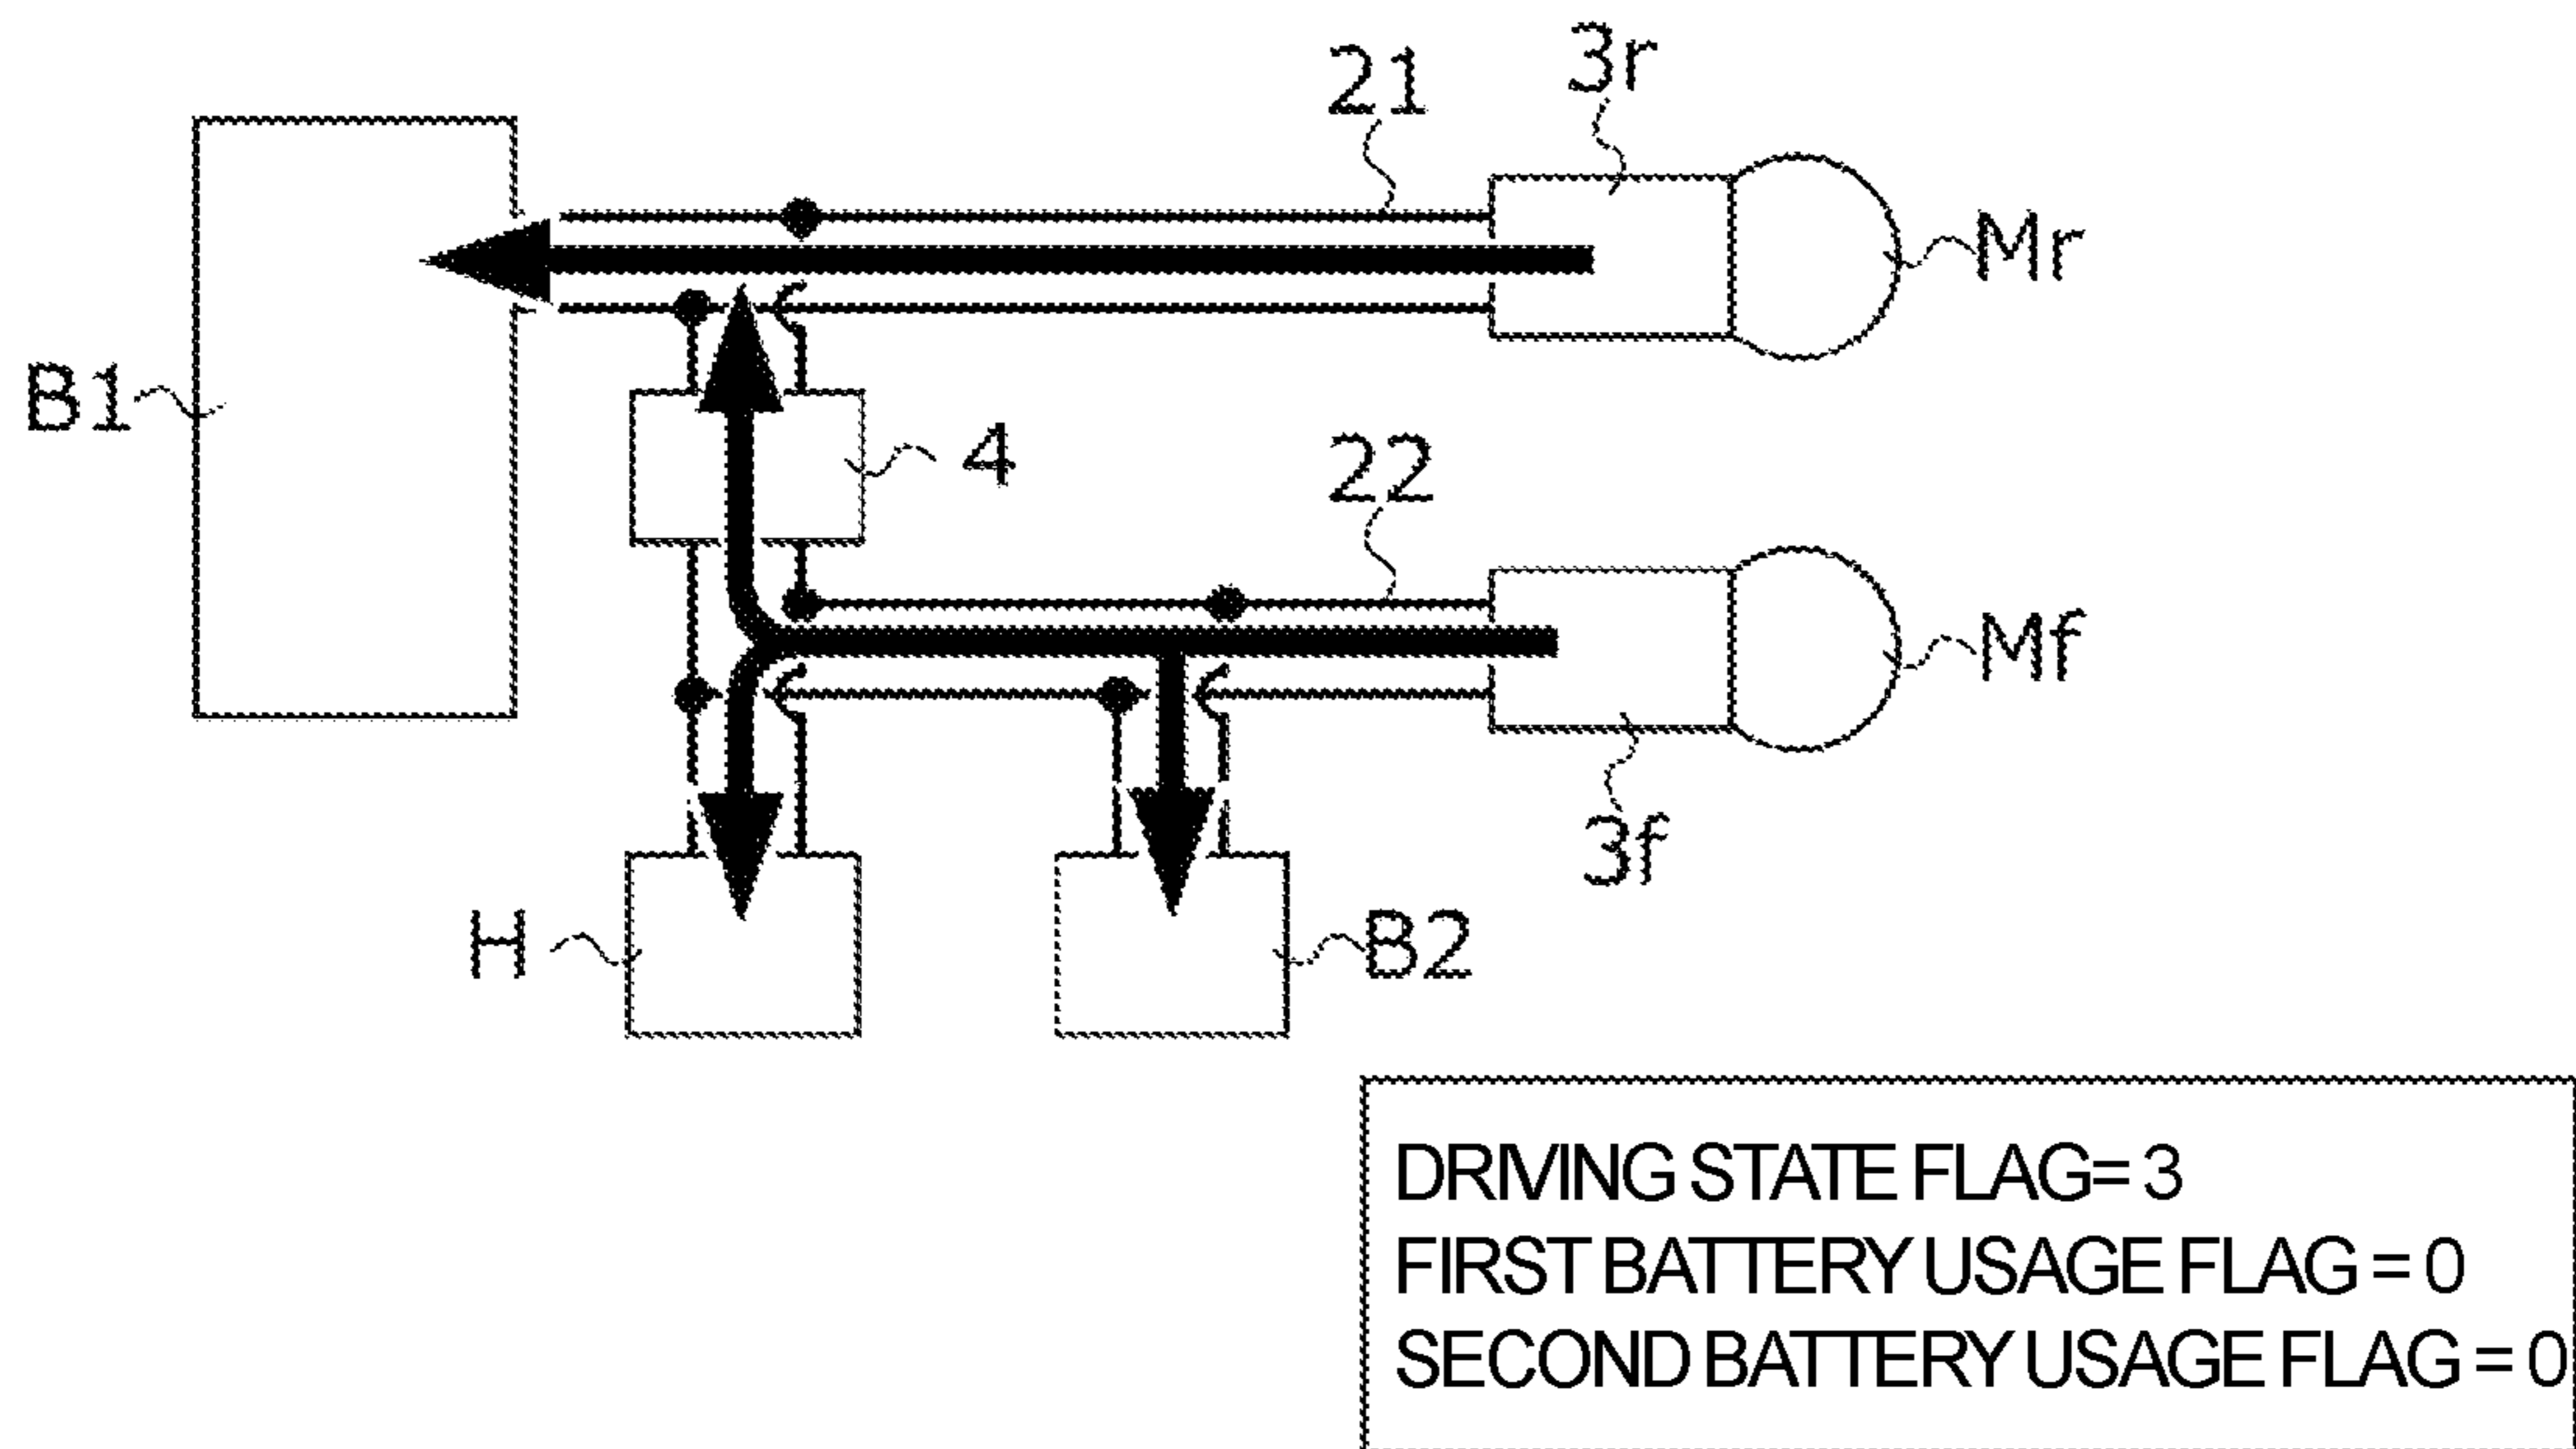 3r
21
Mr
B1
4
22
Mf
3f
H
B2
DRIVING STATE FLAG= 3
FIRST BATTERY USAGE FLAG = 0
SECOND BATTERY USAGE FLAG = 0